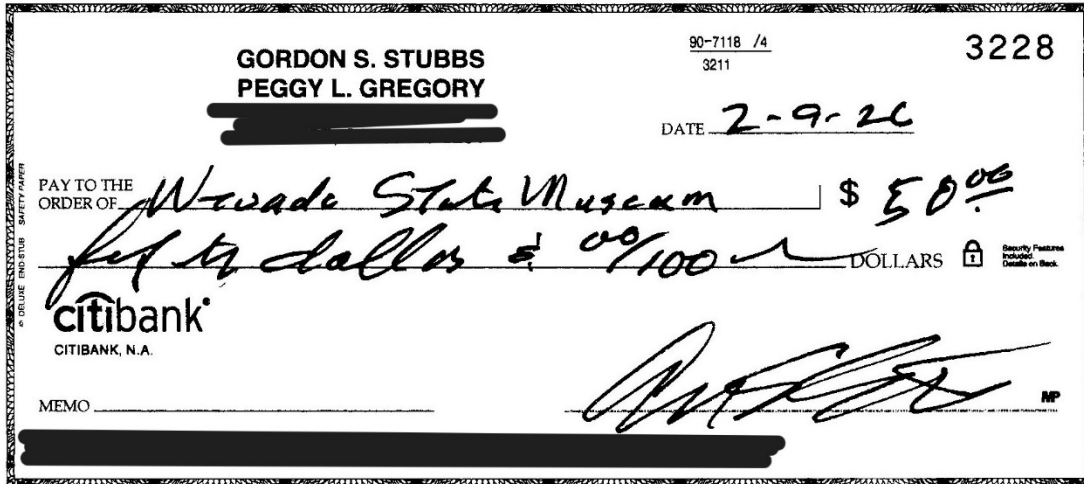 GORDON S. STUBBS
PEGGY L. GREGORY
90-7118 /4
3211
3228
DATE 2-9-26
PAY TO THE
ORDER OF Nevada State Museum $ 50 00
fifty dollars & 00/100 DOLLARS
Security Features
Included.
Details on Back.
© DELUXE END-STUB SAFETY PAPER
citibank
CITIBANK, N.A.
MEMO
MP